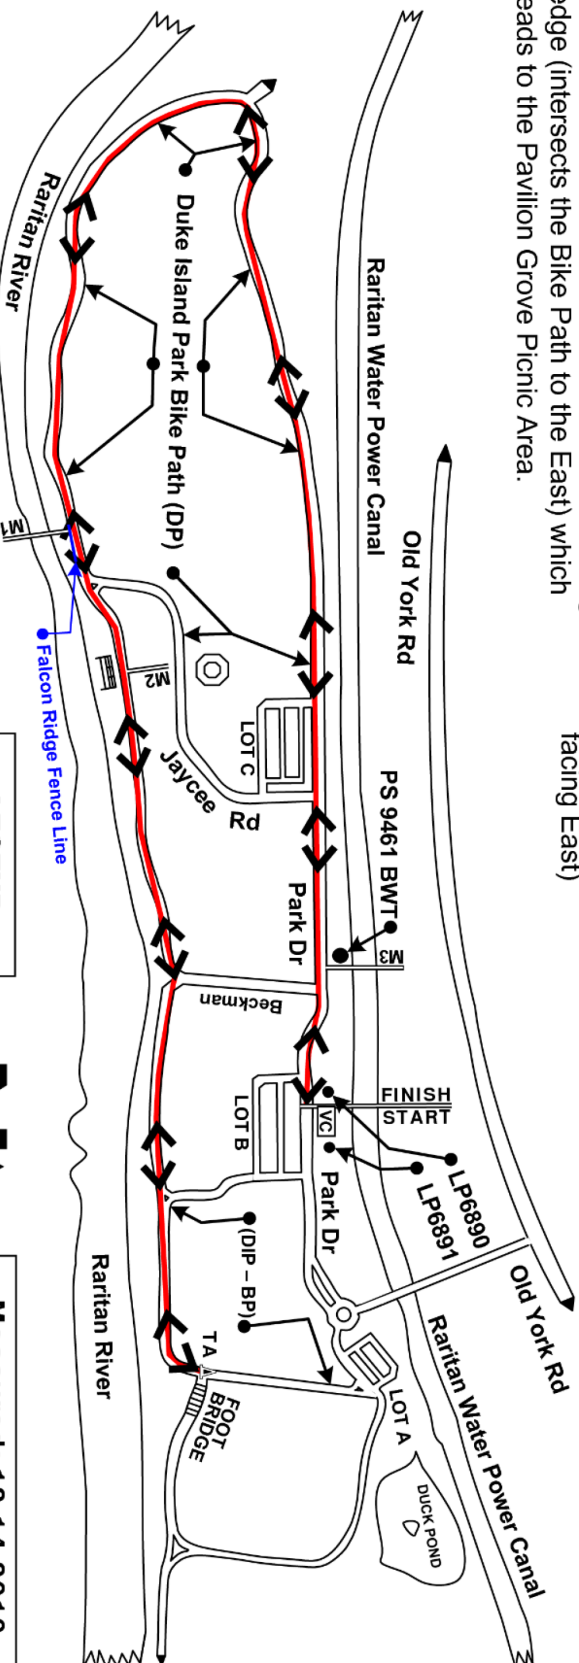 edge (intersects the Bike Path to the East) which
eads to the Pavilion Grove Picnic Area.
facing East)
Raritan River
Duke Island Park Bike Path (DP)
Raritan Water Power Canal
Old York Rd
M1
Falcon Ridge Fence Line
M2
LOT C
Jaycee Rd
PS 9461 BWT
M3
Park Dr
Beckman
FINISH
START
VC
LOT B
LP6890
LP6891
Park Dr
(DIP – BP)
Old York Rd
Raritan River
TA
FOOT
BRIDGE
LOT A
Raritan Water Power Canal
DUCK POND